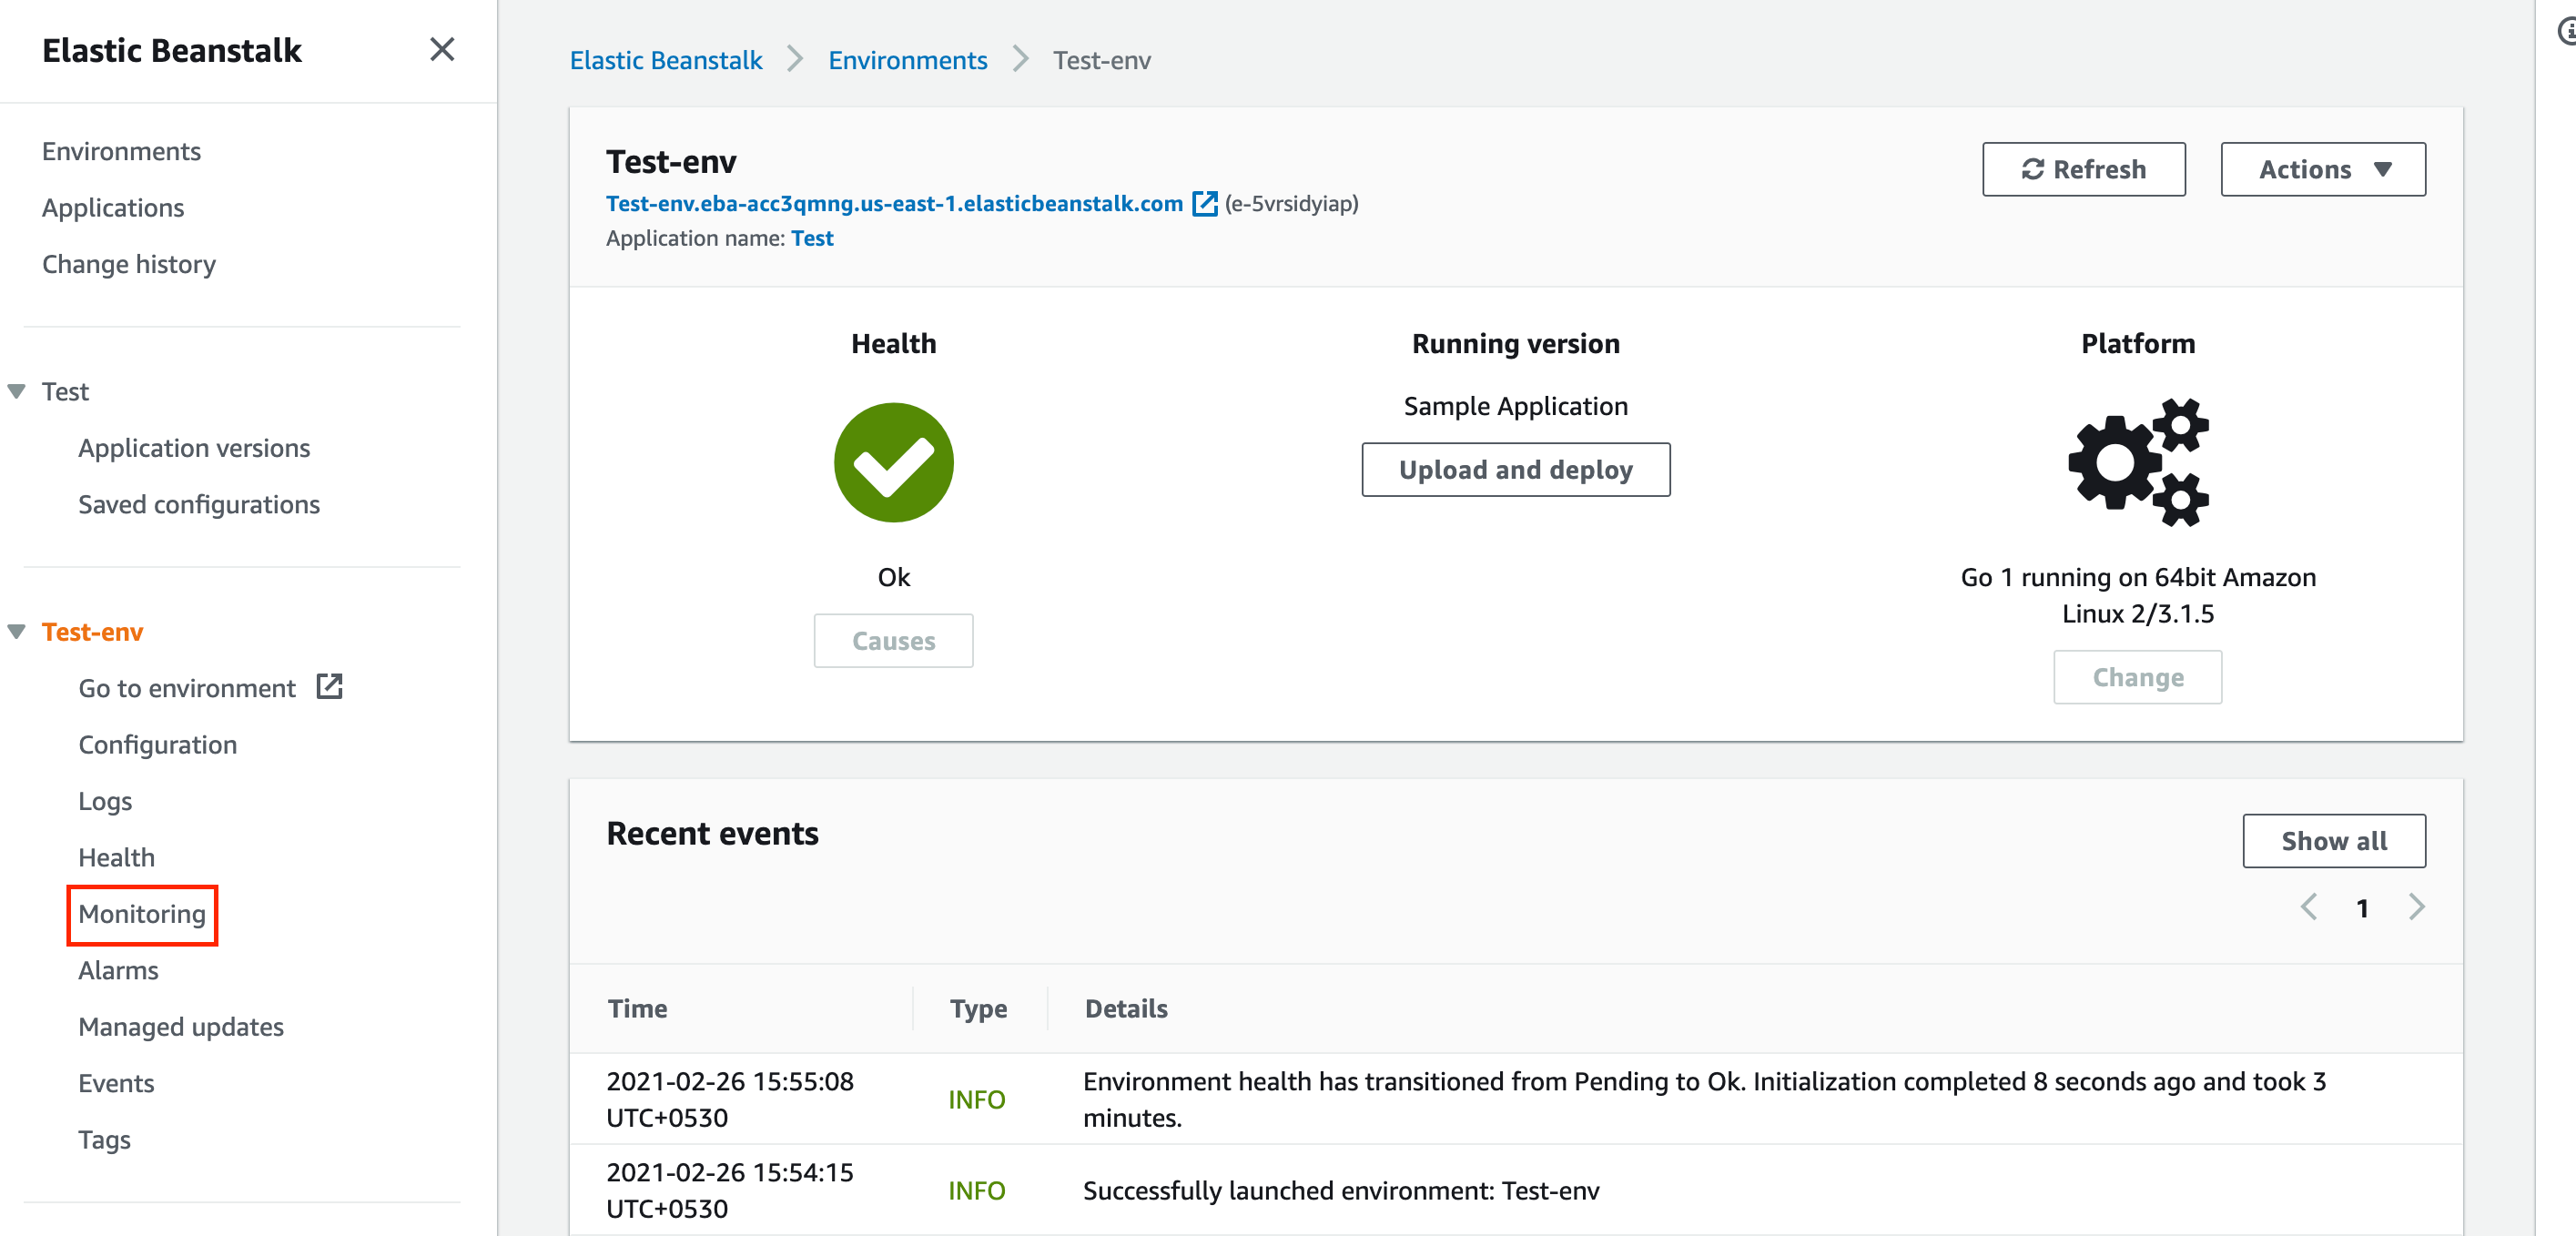 Elastic Beanstalk
Environments
Applications
Change history
Test
Application versions
Saved configurations
Test-env
Go to environment
Configuration
Logs
Health
Monitoring
Alarms
Managed updates
Events
Tags
Elastic Beanstalk Environments Test-env
Test-env
Test-env.eba-acc3qmng.us-east-1.elasticbeanstalk.com (e-5vrsidyiap)
Application name: Test
Refresh
Actions
Health
Ok
Causes
Running version
Sample Application
Upload and deploy
Platform
Go 1 running on 64bit Amazon
Linux 2/3.1.5
Change
Recent events
Show all
1
Time Type Details
2021-02-26 15:55:08
UTC+0530
INFO
Environment health has transitioned from Pending to Ok. Initialization completed 8 seconds ago and took 3
minutes.
2021-02-26 15:54:15
UTC+0530
INFO
Successfully launched environment: Test-env